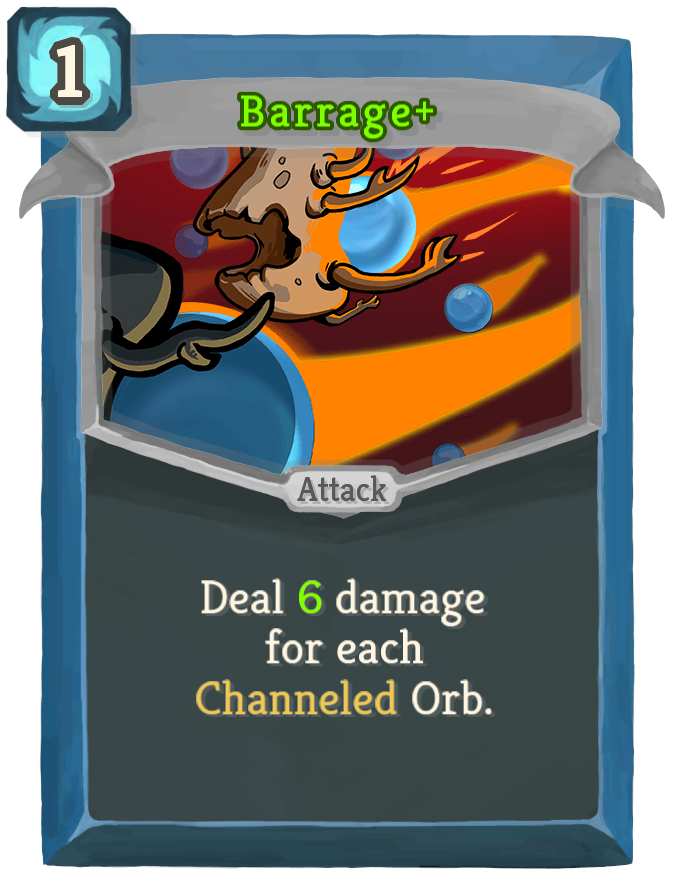 1
Barrage+
Attack
Deal 6 damage
for each
Channeled Orb.